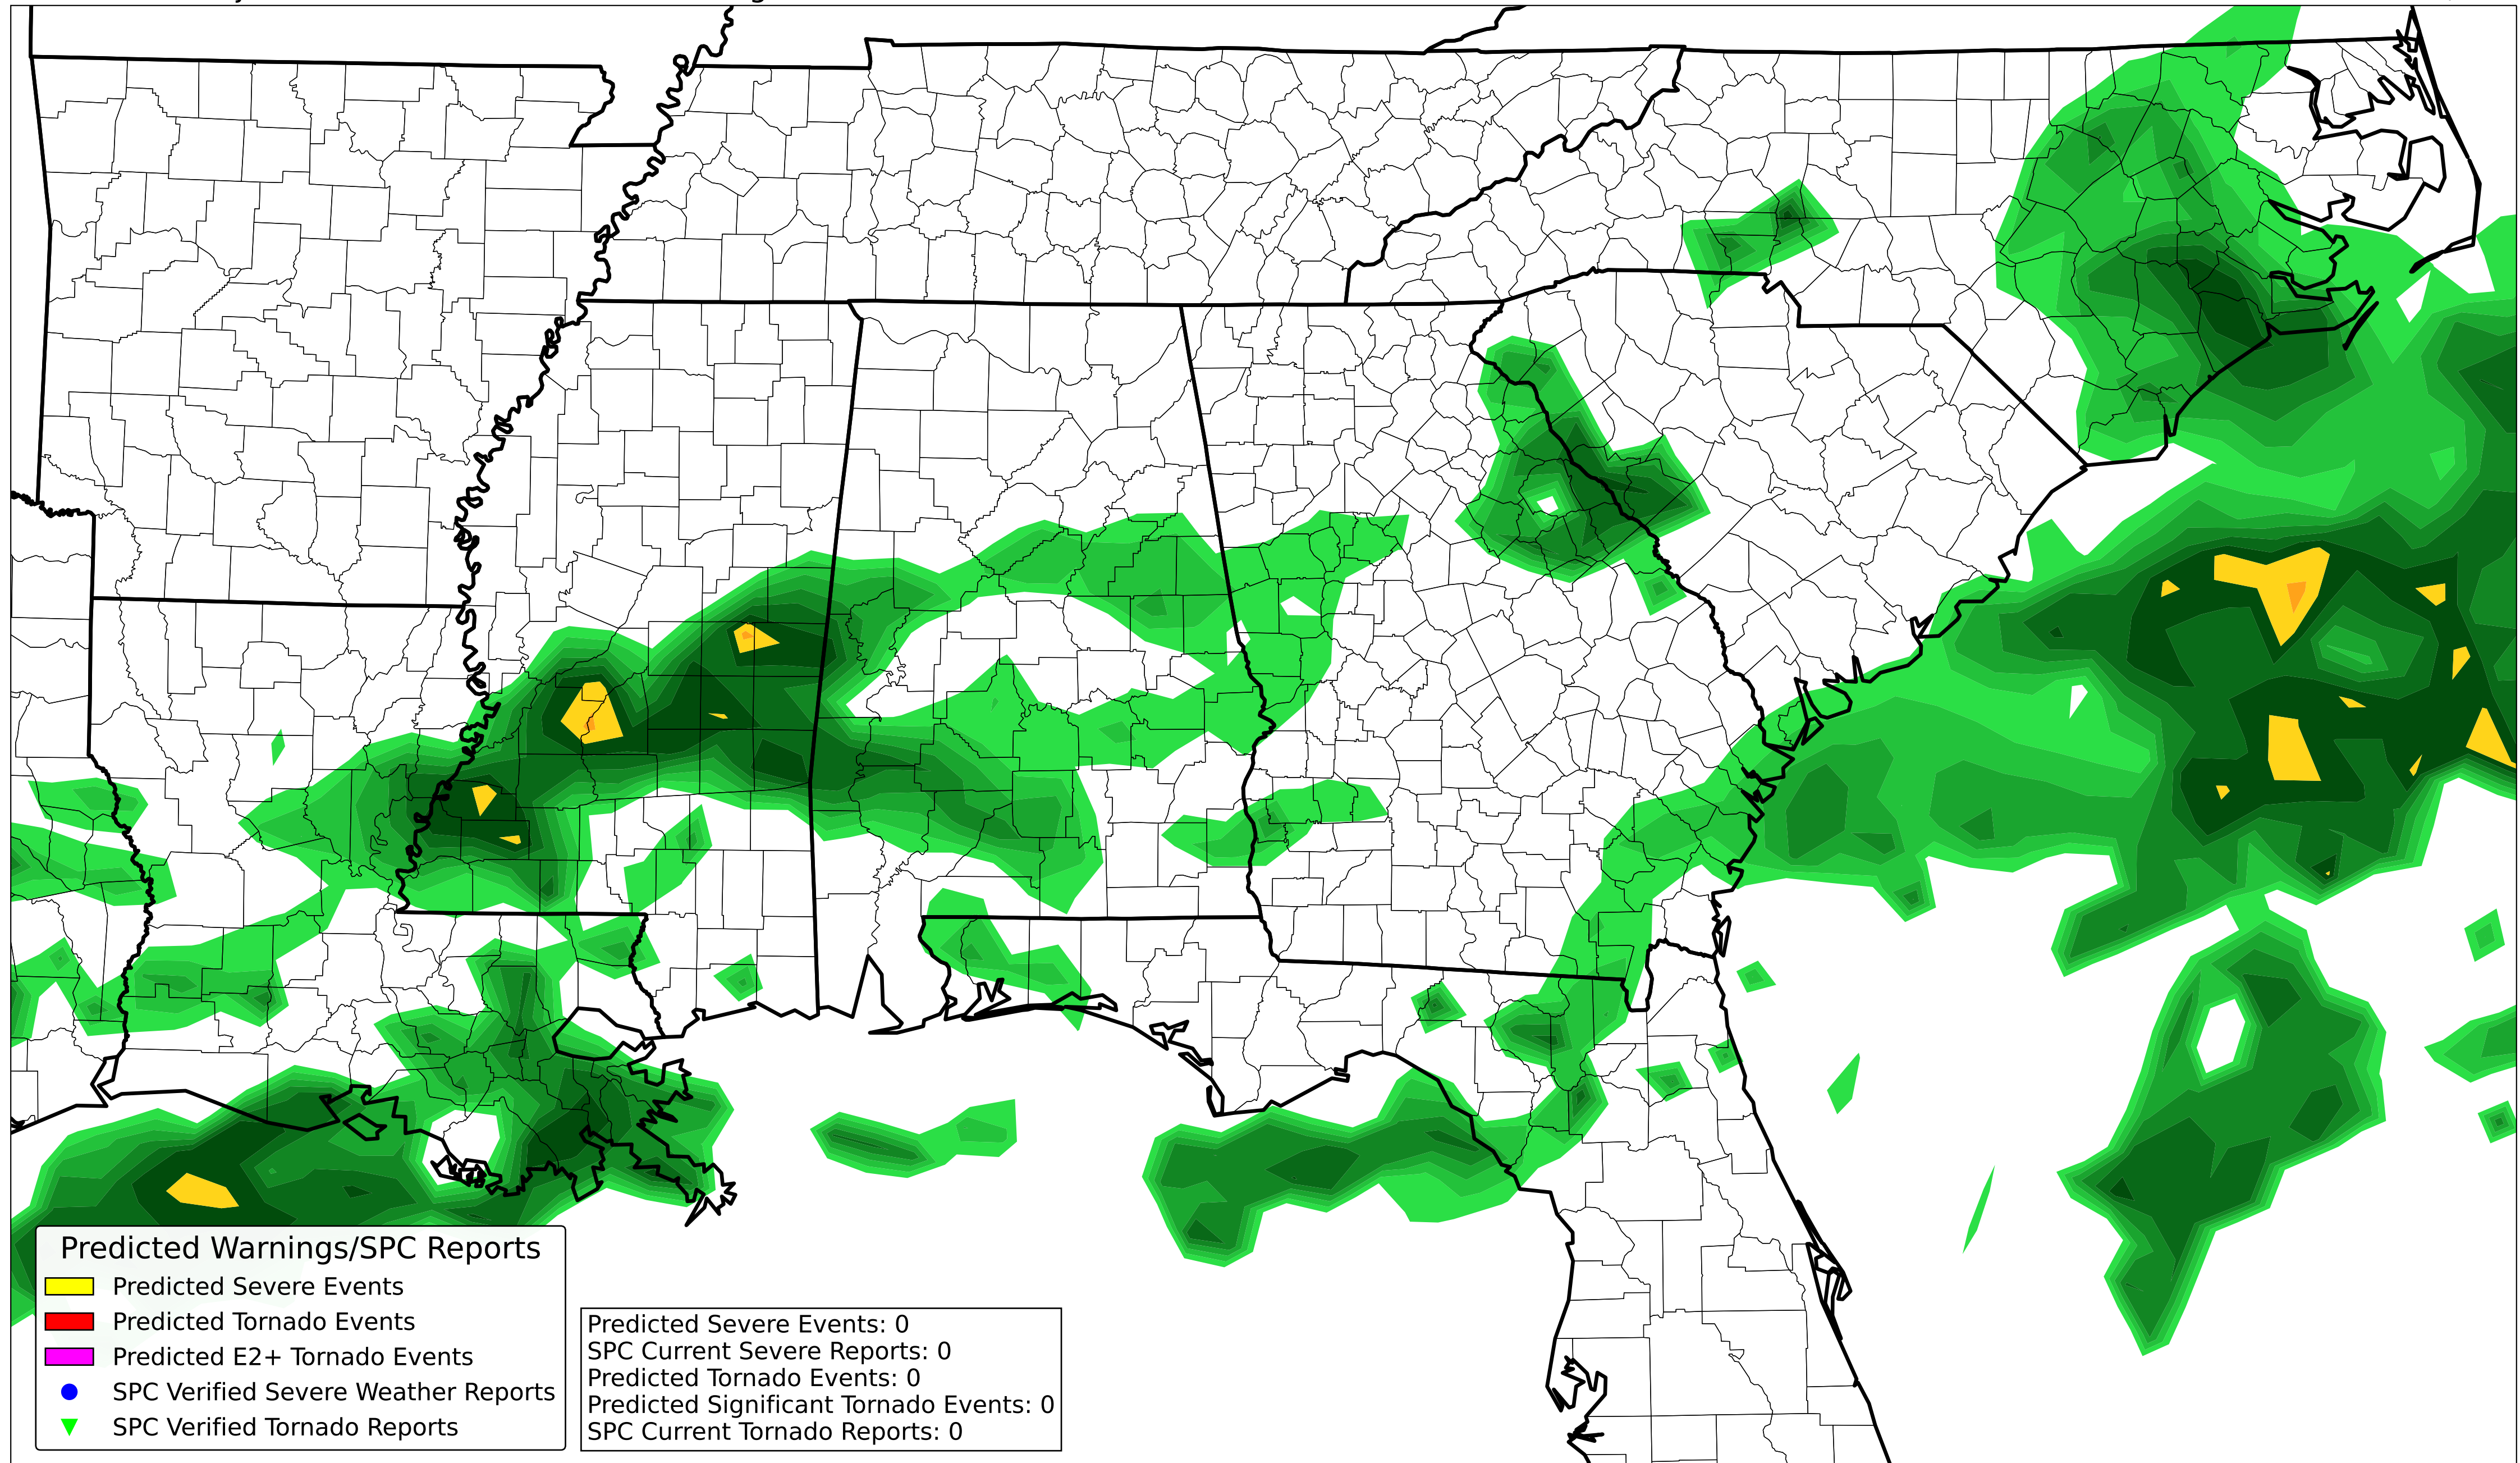 Predicted Warnings/SPC Reports
Predicted Severe Events
Predicted Tornado Events
Predicted E2+ Tornado Events
SPC Verified Severe Weather Reports
SPC Verified Tornado Reports
Predicted Severe Events: 0
SPC Current Severe Reports: 0
Predicted Tornado Events: 0
Predicted Significant Tornado Events: 0
SPC Current Tornado Reports: 0